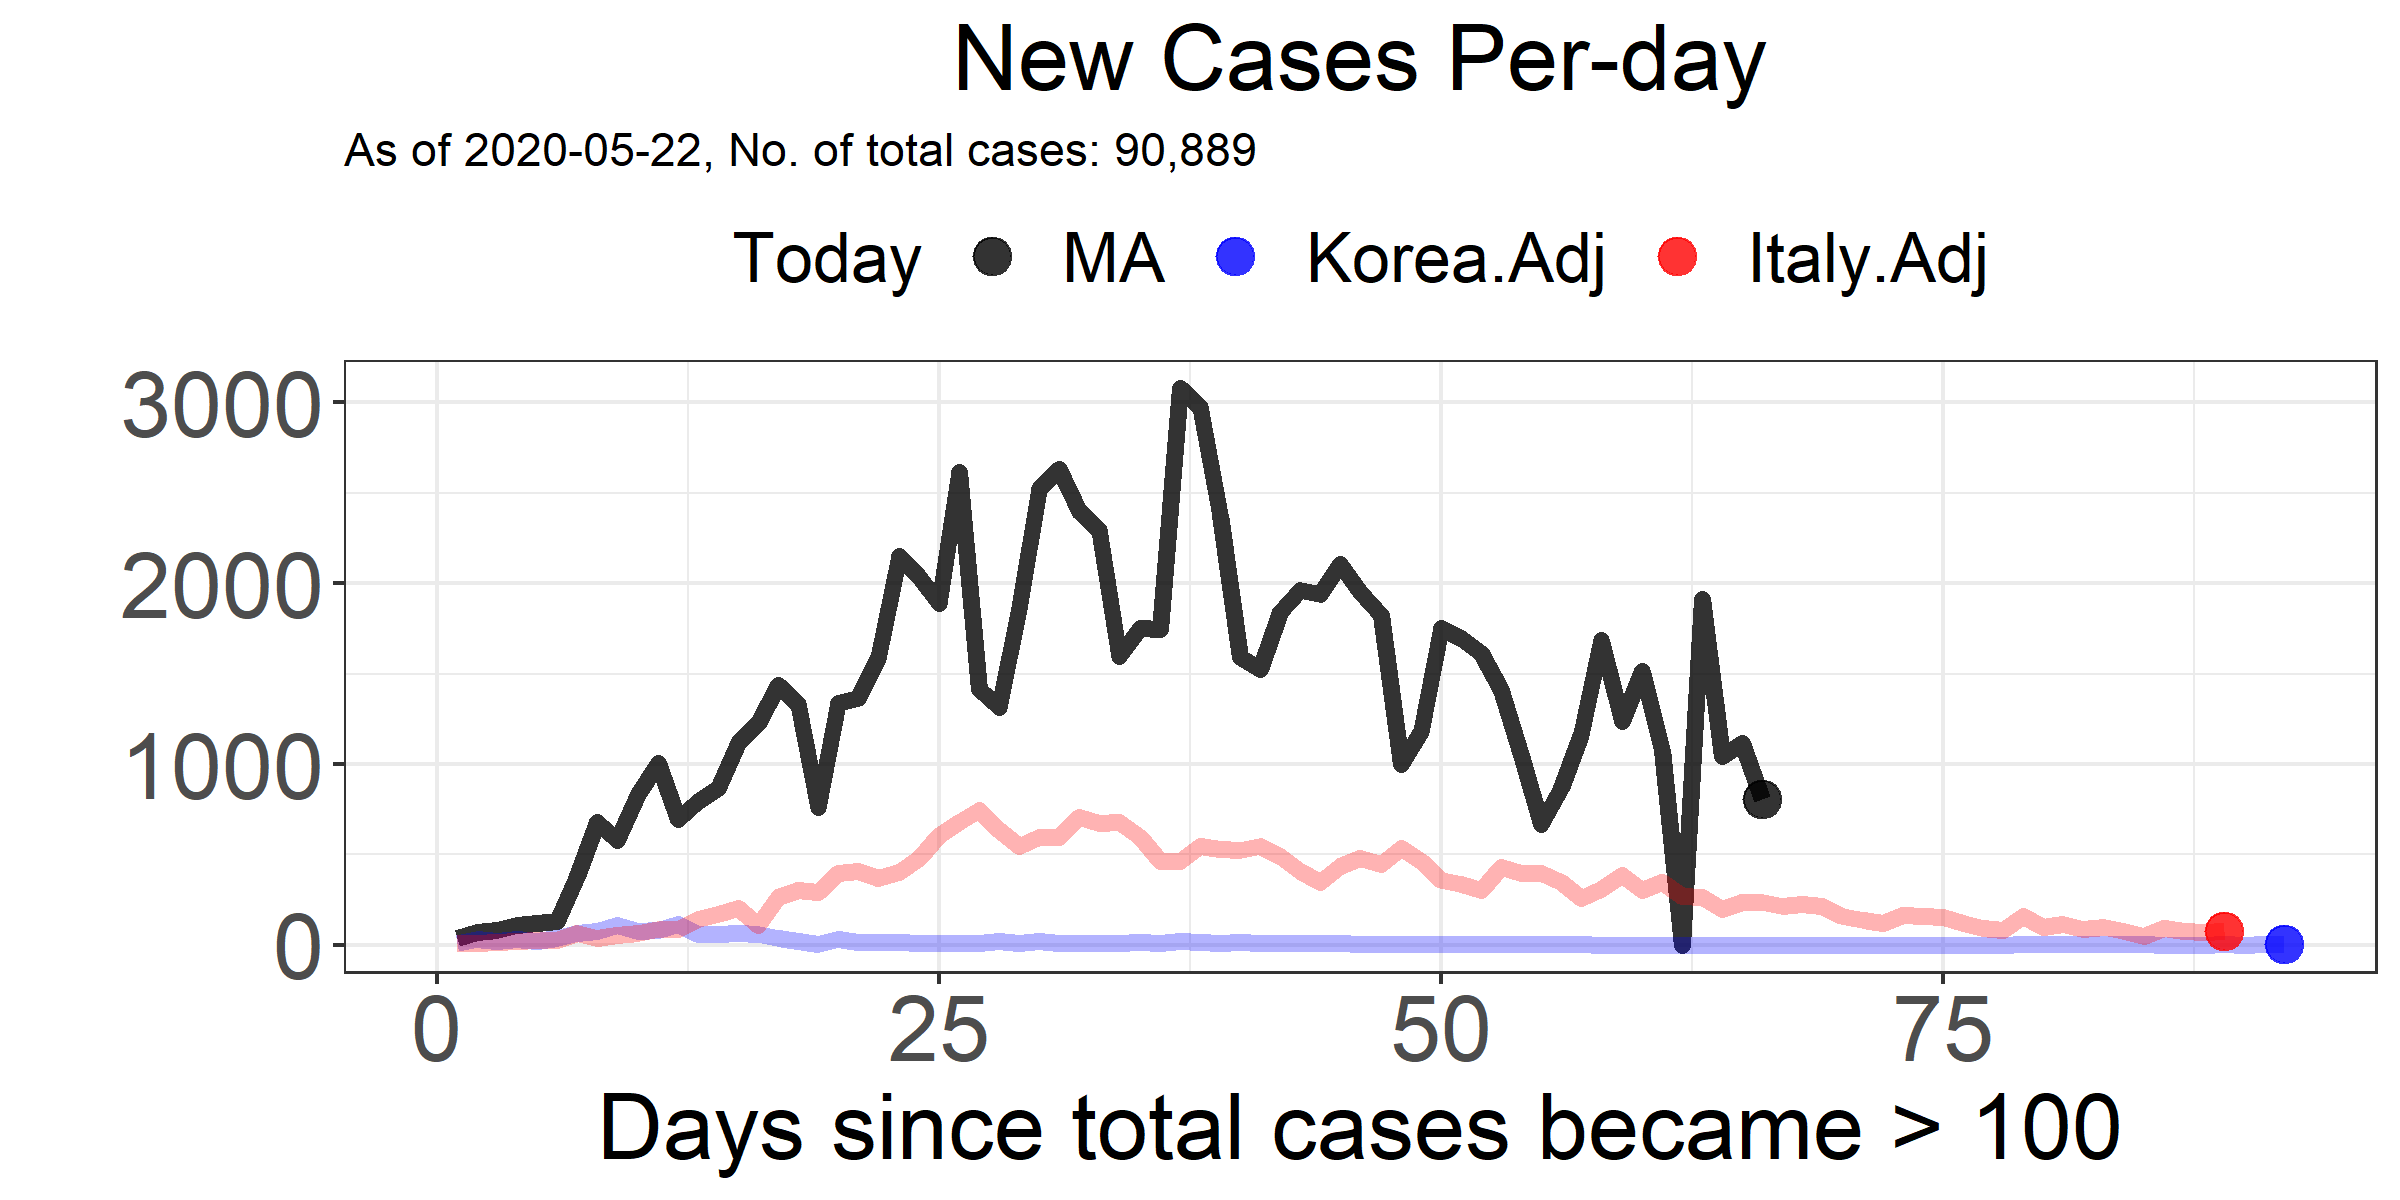 New Cases Per-day
As of 2020-05-22, No. of total cases: 90,889
Today MA Korea.Adj Italy.Adj
3000
2000
1000
0
0 25 50 75
Days since total cases became > 100